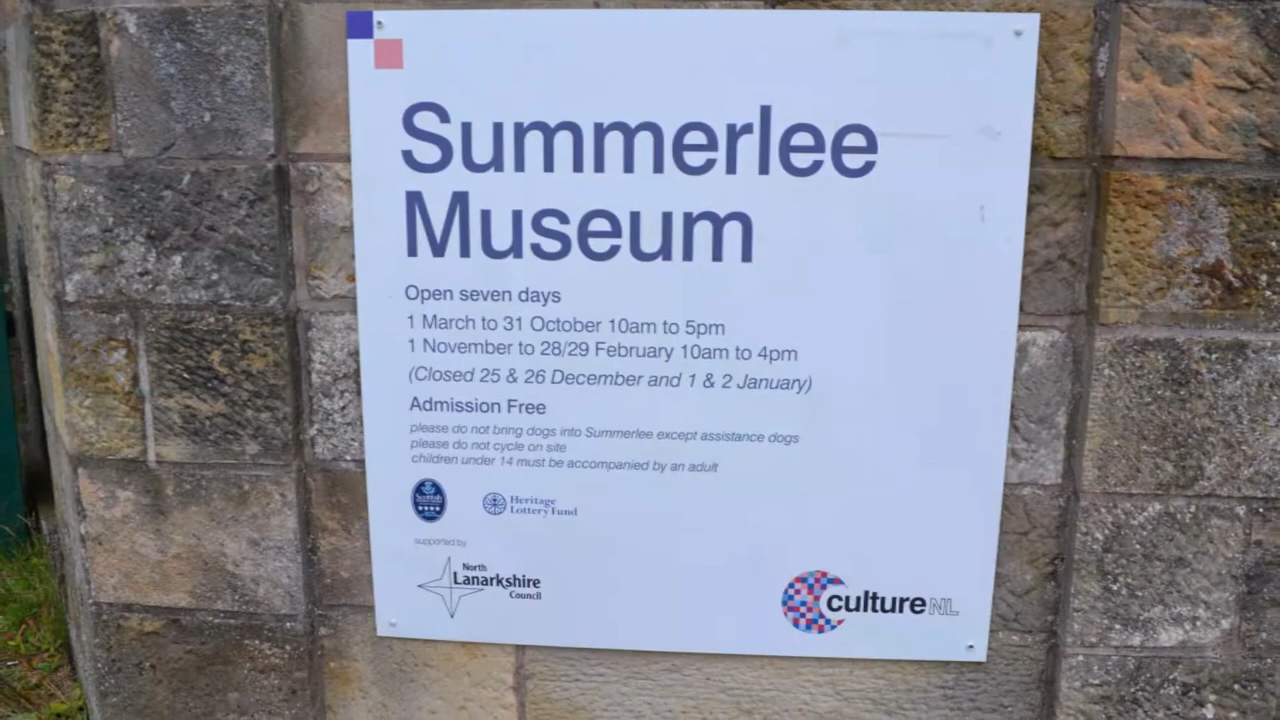 Summerlee
Museum
Open seven days
1 March to 31 October 10am to 5pm
1 November to 28/29 February 10am to 4pm
(Closed 25 & 26 December and 1 & 2 January)
Admission Free
please do not bring dogs into Summerlee except assistance dogs
please do not cycle on site
children under 14 must be accompanied by an adult
Scottish
Heritage
Lottery Fund
supported by
North
Lanarkshire
Council
culture NL